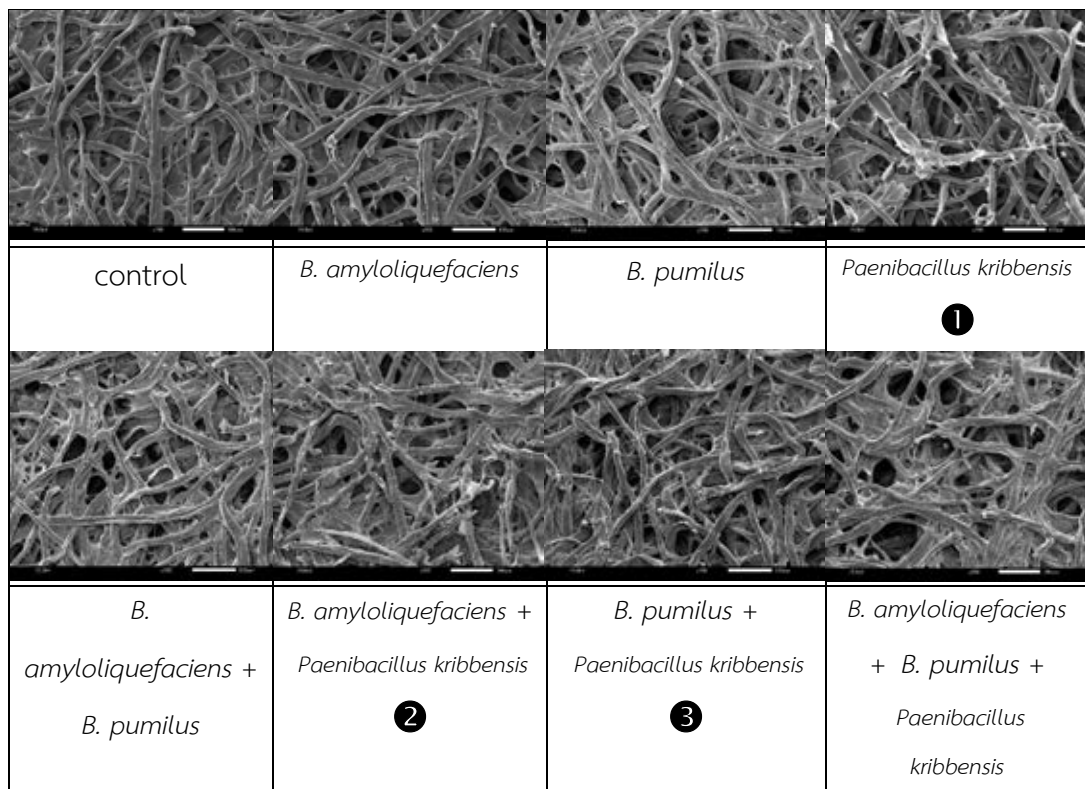 control
B. amyloliquefaciens
B. pumilus
Paenibacillus kribbensis
❶
B.
amyloliquefaciens +
B. pumilus
B. amyloliquefaciens +
Paenibacillus kribbensis
❷
B. pumilus +
Paenibacillus kribbensis
❸
B. amyloliquefaciens
+ B. pumilus +
Paenibacillus
kribbensis